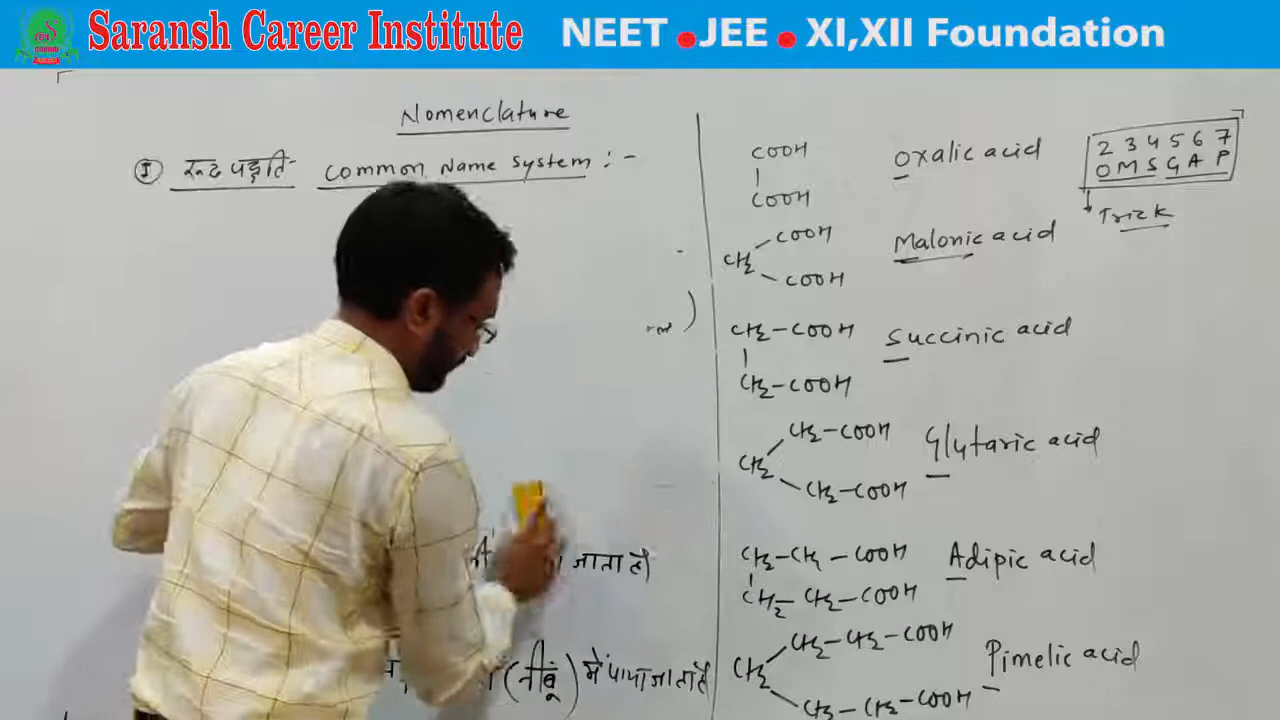 Saransh Career Institute
NEET . JEE . XI,XII Foundation
Nomenclature
I रूढ पद्धति Common Name System :-
जाता है
(नींबू) में पाया जाता है
COOH
COOH
Oxalic acid
2 3 4 5 6 7
O M S G A P
Trick
COOH
CH2
COOH
Malonic acid
CH2-COOH
CH2-COOH
Succinic acid
CH2-COOH
CH2
CH2-COOH
Glutaric acid
CH2-CH2-COOH
CH2-CH2-COOH
Adipic acid
CH2-CH2-COOH
CH2
CH2-CH2-COOH
Pimelic acid